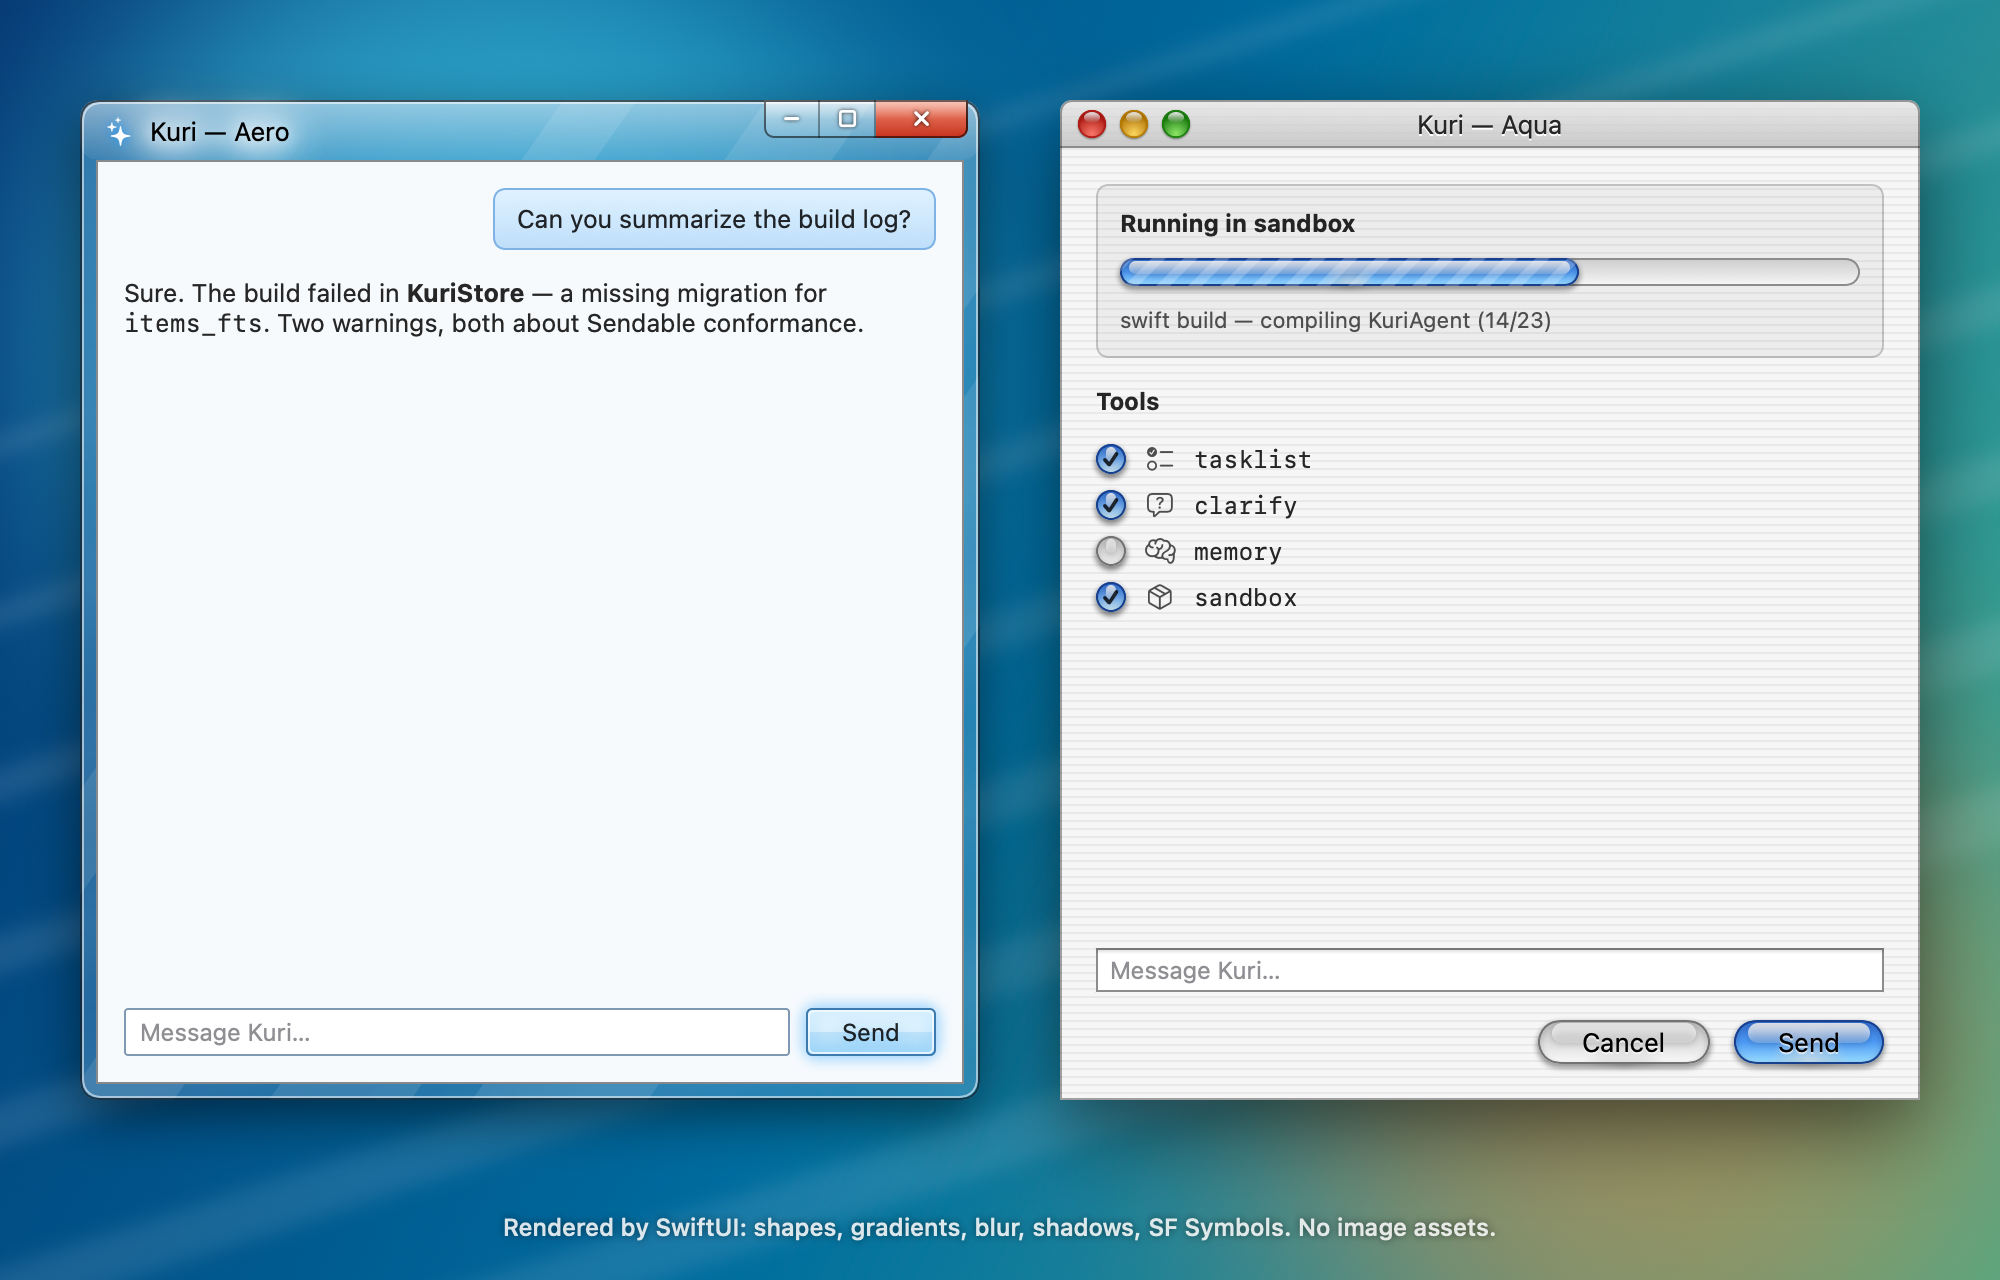 Kuri — Aero
Can you summarize the build log?
Sure. The build failed in KuriStore — a missing migration for
items_fts. Two warnings, both about Sendable conformance.
Message Kuri...
Send
Kuri — Aqua
Running in sandbox
swift build — compiling KuriAgent (14/23)
Tools
tasklist
clarify
memory
sandbox
Message Kuri...
Cancel
Send
Rendered by SwiftUI: shapes, gradients, blur, shadows, SF Symbols. No image assets.